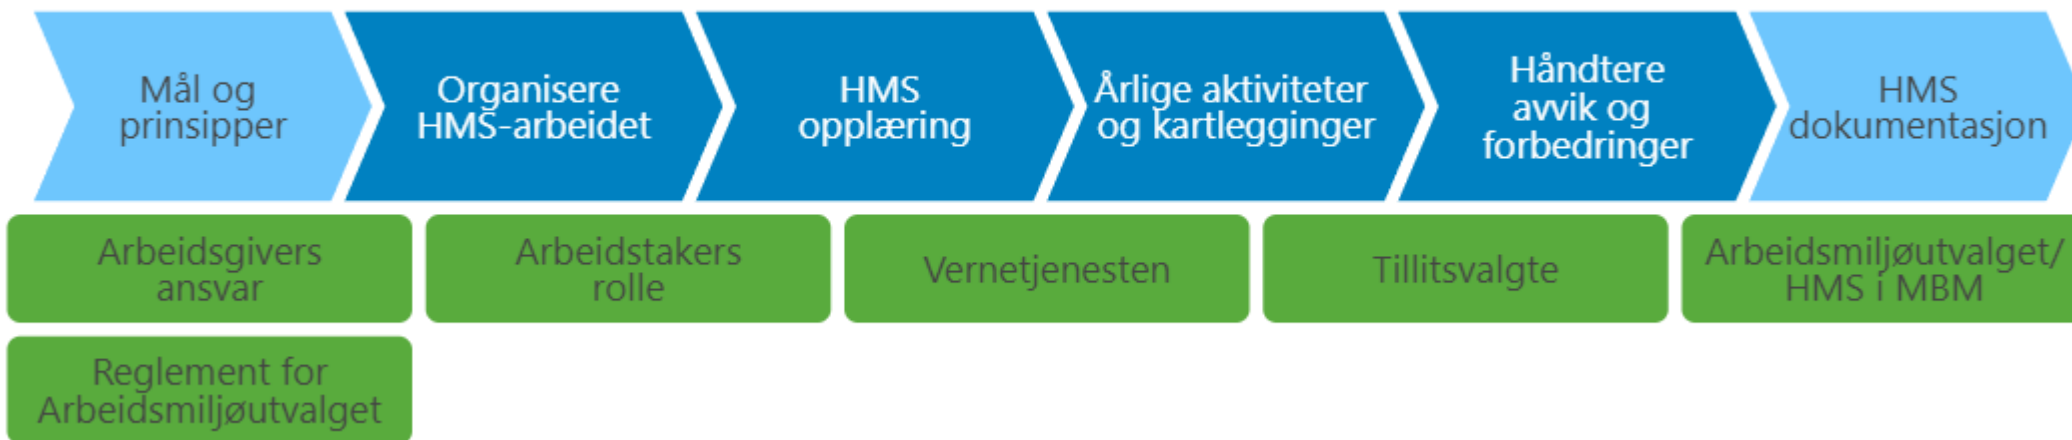 Mål og
prinsipper
Organisere
HMS-arbeidet
HMS
opplæring
Årlige aktiviteter
og kartlegginger
Håndtere
avvik og
forbedringer
HMS
dokumentasjon
Arbeidsgivers
ansvar
Arbeidstakers
rolle
Vernetjenesten
Tillitsvalgte
Arbeidsmiljøutvalget/
HMS i MBM
Reglement for
Arbeidsmiljøutvalget